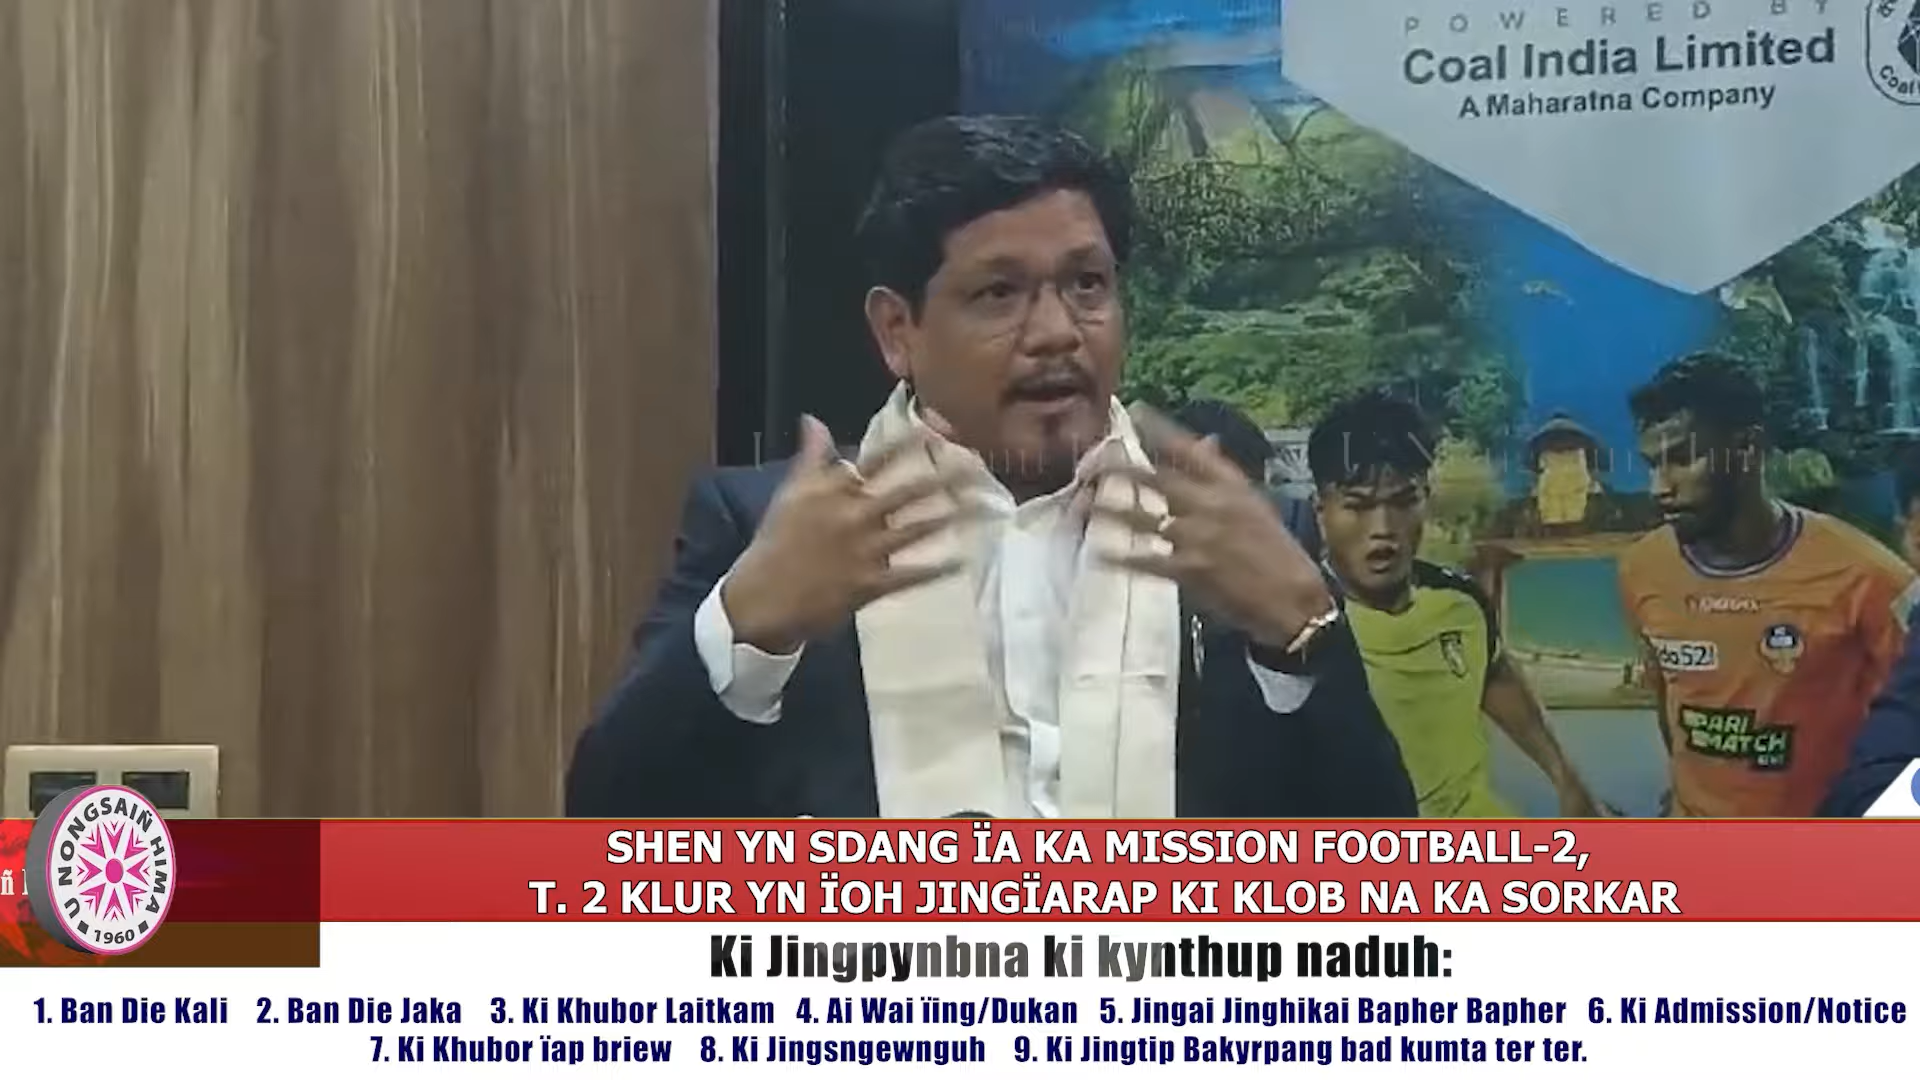 POWERED BY
Coal India Limited
A Maharatna Company
Coal
PARI
MATCH
U NONGSAIÑ HIMA
1960
SHEN YN SDANG ÏA KA MISSION FOOTBALL-2,
T. 2 KLUR YN ÏOH JINGÏARAP KI KLOB NA KA SORKAR
Ki Jingpynbna ki kynthup naduh:
1. Ban Die Kali 2. Ban Die Jaka 3. Ki Khubor Laitkam 4. Ai Wai ïing/Dukan 5. Jingai Jinghikai Bapher Bapher 6. Ki Admission/Notice
7. Ki Khubor ïap briew 8. Ki Jingsngewnguh 9. Ki Jingtip Bakyrpang bad kumta ter ter.